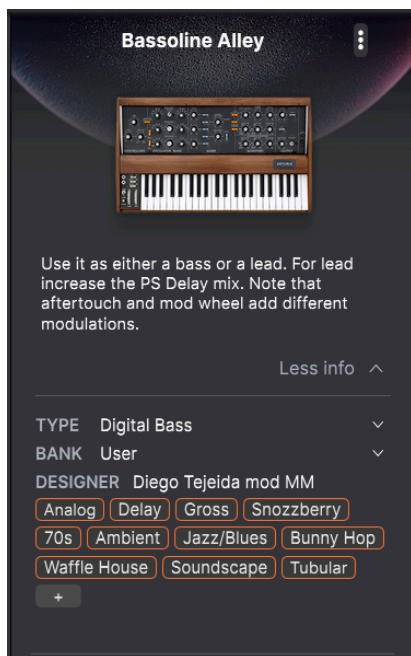 Bassoline Alley
Use it as either a bass or a lead. For lead
increase the PS Delay mix. Note that
aftertouch and mod wheel add different
modulations.
Less info
TYPE Digital Bass
BANK User
DESIGNER Diego Tejeida mod MM
Analog Delay Gross Snozzberry
70s Ambient Jazz/Blues Bunny Hop
Waffle House Soundscape Tubular
+